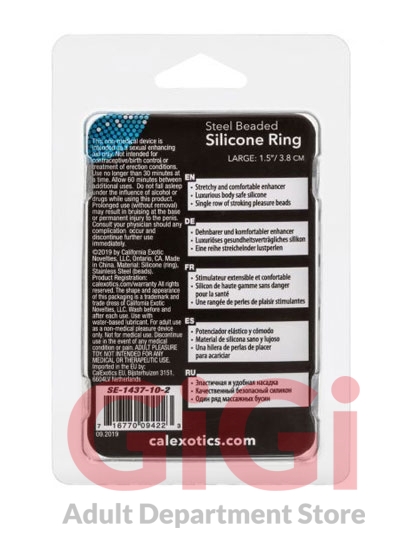 Steel Beaded
Silicone Ring
LARGE: 1.5"/ 3.8 CM
This non-medical device is
intended as a sexual enhancing
aid only. Not intended for
contraceptive/birth control or
treatment of erection conditions.
Use no longer than 30 minutes at
a time. Allow 60 minutes between
additional uses. Do not fall asleep
under the influence of alcohol or
drugs while using this product.
Prolonged use (without removal)
may result in bruising at the base
or permanent injury to the penis.
Consult your physician should any
complication occur and
discontinue further use
immediately.
©2019 by California Exotic
Novelties, LLC, Ontario, CA. Made
in China. Material: Silicone (ring),
Stainless Steel (beads).
Product Registration:
calexotics.com/warranty All rights
reserved. The shape and appearance
of this packaging is a trademark and
trade dress of California Exotic
Novelties, LLC. Wash before and
after each use. Use with
water-based lubricant. For adult use
as a non-medical pleasure device
only. Not for medical use. Discontinue
use in the event of any medical
condition or pain. ADULT PLEASURE
TOY. NOT INTENDED FOR ANY
MEDICAL OR THERAPEUTIC USE.
Imported in the EU by:
CalExotics EU, Bijsterhuizen 3151,
6604LV Netherlands
EN
• Stretchy and comfortable enhancer
• Luxurious body safe silicone
• Single row of stroking pleasure beads
DE
• Dehnbarer und komfortabler enhancer
• Luxuriöses gesundheitsverträgliches silikon
• Eine reihe streichelnder lustperlen
FR
• Stimulateur extensible et confortable
• Silicon de haute gamme sans danger
pour la santé
• Une rangée de perles de plaisir stimulantes
ES
• Potenciador elástico y cómodo
• Material de silicona sano y lujoso
• Una hilera de perlas de placer
para acariciar
RU
• Эластичная и удобная насадка
• Качественный безопасный силикон
• Один ряд массажных бусин
SE-1437-10-2
7 16770 09422 3
09.2019
calexotics.com
GiGi
Adult Department Store